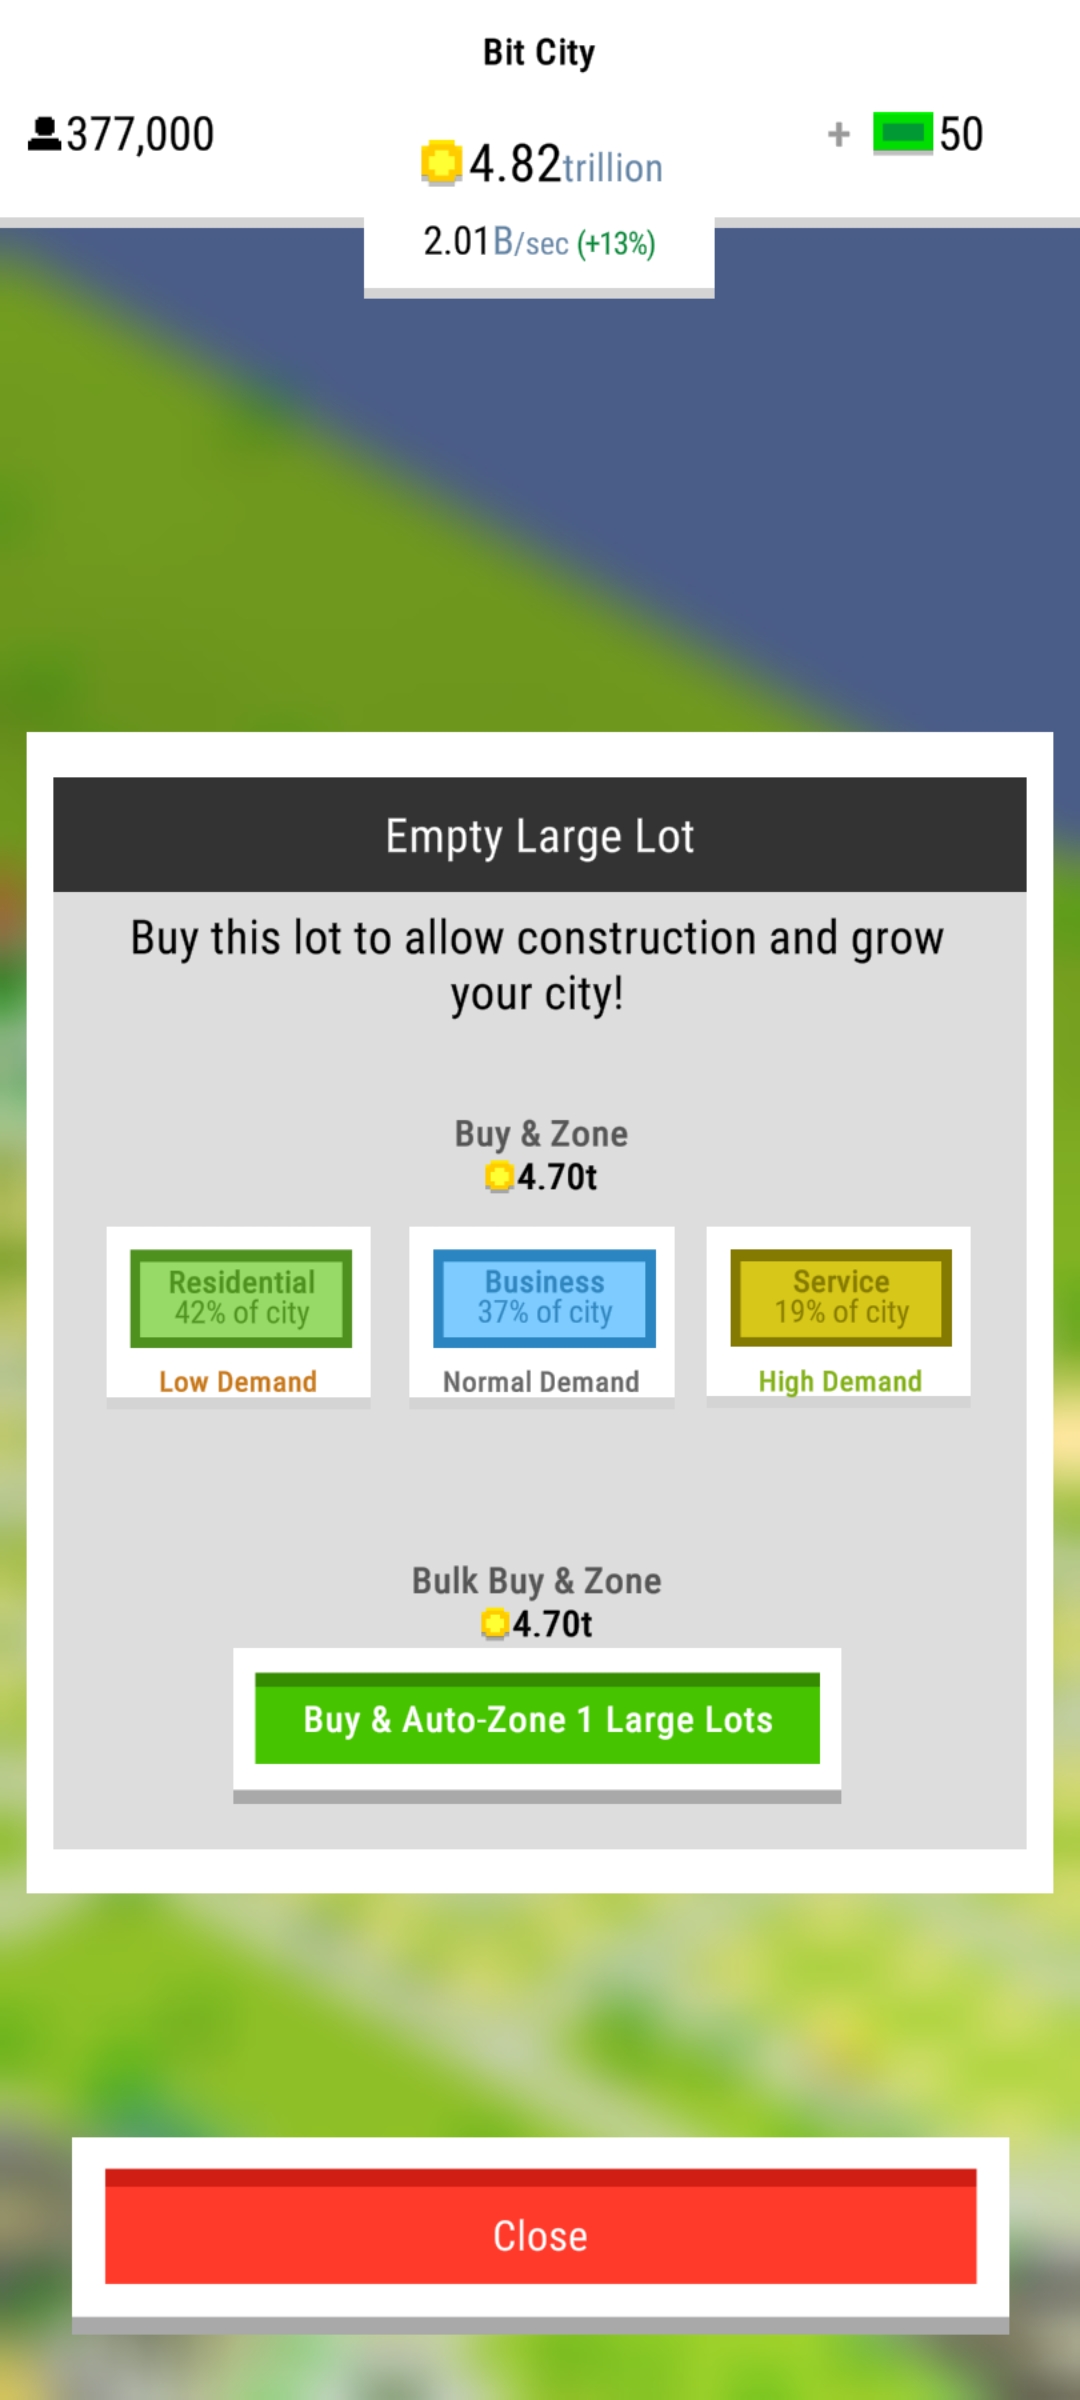 Bit City
377,000
4.82trillion
+ 50
2.01B/sec (+13%)
Empty Large Lot
Buy this lot to allow construction and grow
your city!
Buy & Zone
4.70t
Residential
42% of city
Low Demand
Business
37% of city
Normal Demand
Service
19% of city
High Demand
Bulk Buy & Zone
4.70t
Buy & Auto-Zone 1 Large Lots
Close